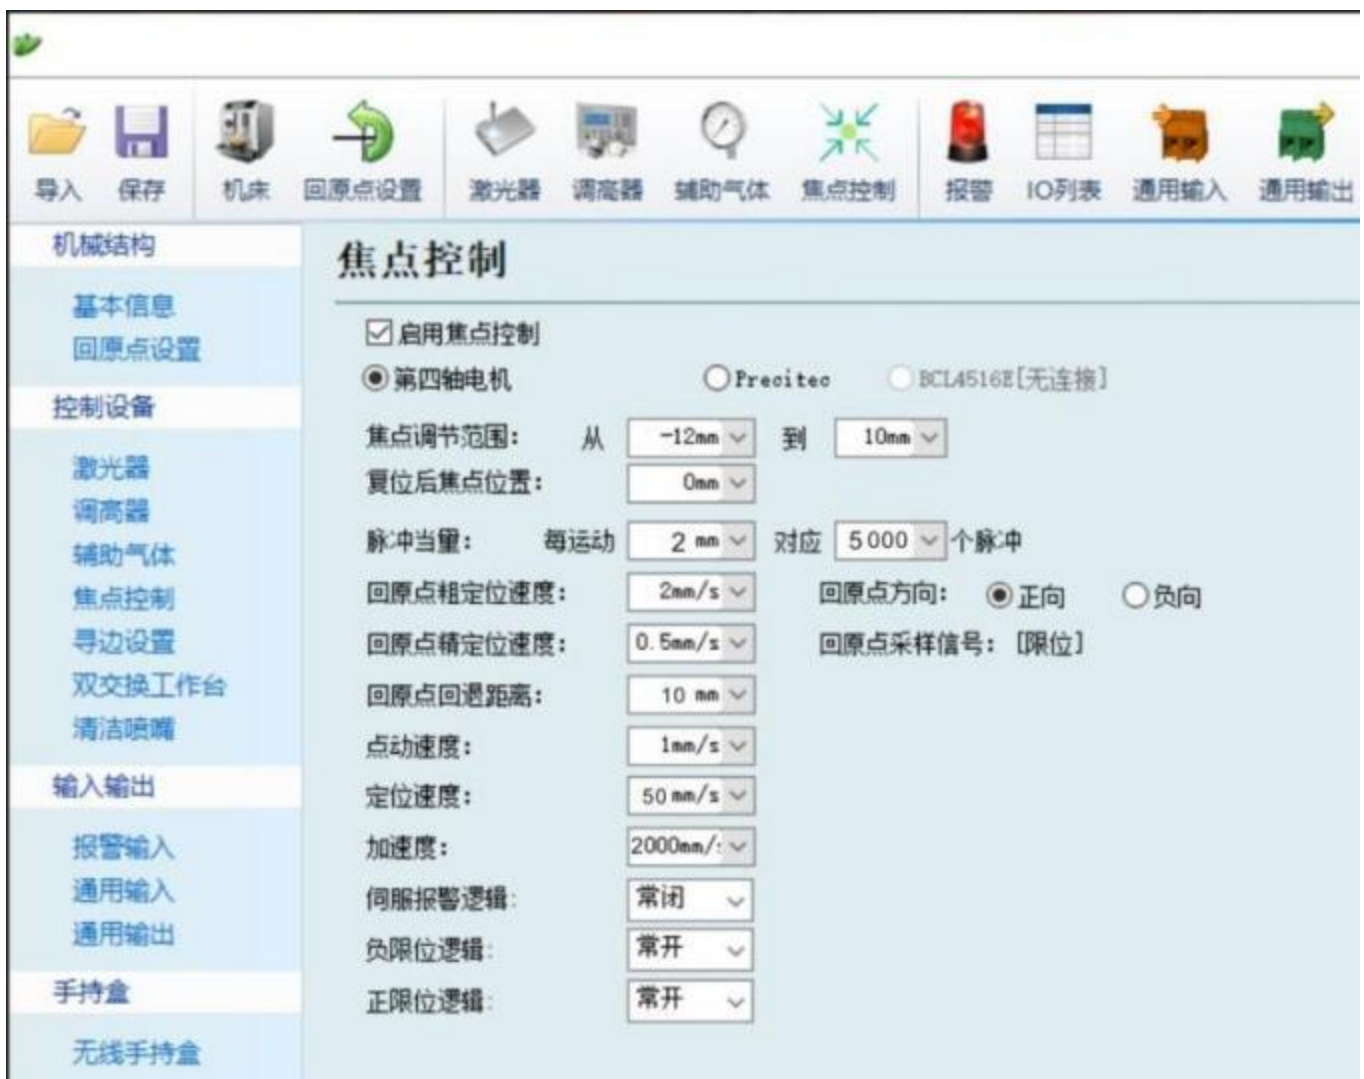 导入 保存 机床 回原点设置 激光器 调高器 辅助气体 焦点控制 报警 IO列表 通用输入 通用输出
机械结构
基本信息
回原点设置
控制设备
激光器
调高器
辅助气体
焦点控制
寻边设置
双交换工作台
清洁喷嘴
输入输出
报警输入
通用输入
通用输出
手持盒
无线手持盒
焦点控制
启用焦点控制
第四轴电机 Precitec BCL4516E[无连接]
焦点调节范围: 从 -12mm 到 10mm
复位后焦点位置: 0mm
脉冲当量: 每运动 2 mm 对应 5000 个脉冲
回原点粗定位速度: 2mm/s 回原点方向: 正向 负向
回原点精定位速度: 0.5mm/s 回原点采样信号: [限位]
回原点回退距离: 10 mm
点动速度: 1mm/s
定位速度: 50mm/s
加速度: 2000mm/s
伺服报警逻辑: 常闭
负限位逻辑: 常开
正限位逻辑: 常开